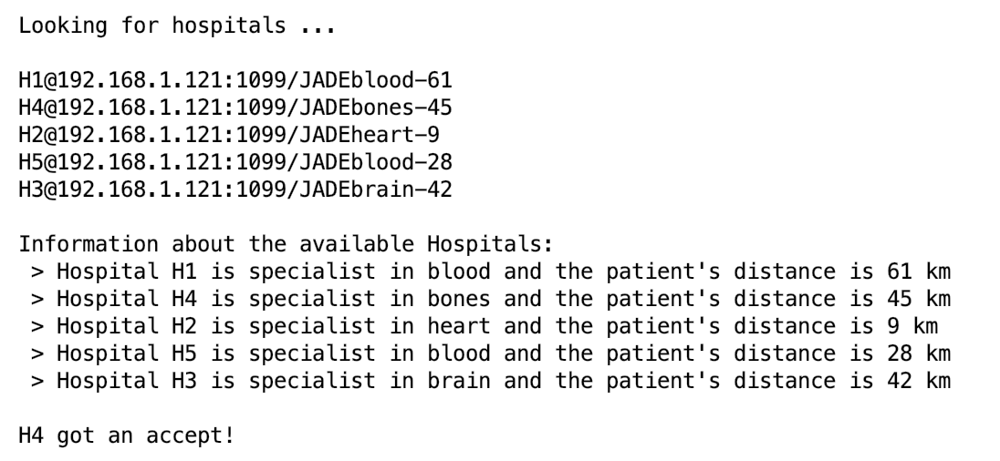 Looking for hospitals ...
H1@192.168.1.121:1099/JADEblood-61
H4@192.168.1.121:1099/JADEbones-45
H2@192.168.1.121:1099/JADEheart-9
H5@192.168.1.121:1099/JADEblood-28
H3@192.168.1.121:1099/JADEbrain-42
Information about the available Hospitals:
> Hospital H1 is specialist in blood and the patient's distance is 61 km
> Hospital H4 is specialist in bones and the patient's distance is 45 km
> Hospital H2 is specialist in heart and the patient's distance is 9 km
> Hospital H5 is specialist in blood and the patient's distance is 28 km
> Hospital H3 is specialist in brain and the patient's distance is 42 km
H4 got an accept!